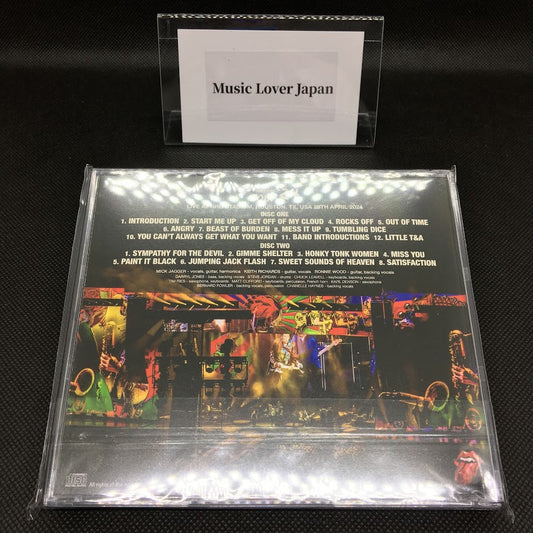 Music Lover Japan
LIVE AT NRG STADIUM, HOUSTON, TX, USA 28TH APRIL 2024
DISC ONE
1. INTRODUCTION 2. START ME UP 3. GET OFF OF MY CLOUD 4. ROCKS OFF 5. OUT OF TIME
6. ANGRY 7. BEAST OF BURDEN 8. MESS IT UP 9. TUMBLING DICE
10. YOU CAN'T ALWAYS GET WHAT YOU WANT 11. BAND INTRODUCTIONS 12. LITTLE T&A
DISC TWO
1. SYMPATHY FOR THE DEVIL 2. GIMME SHELTER 3. HONKY TONK WOMEN 4. MISS YOU
5. PAINT IT BLACK 6. JUMPING JACK FLASH 7. SWEET SOUNDS OF HEAVEN 8. SATISFACTION
MICK JAGGER - vocals, guitar, harmonica KEITH RICHARDS - guitar, vocals RONNIE WOOD - guitar, backing vocals
DARRYL JONES - bass, backing vocals STEVE JORDAN - drums CHUCK LEAVELL - keyboards, backing vocals
TIM RIES - saxophone, keyboards MATT CLIFFORD - keyboards, percussion, French horn KARL DENSON - saxophone
BERNARD FOWLER - backing vocals, percussion CHANELLE HAYNES - backing vocals
All rights of the